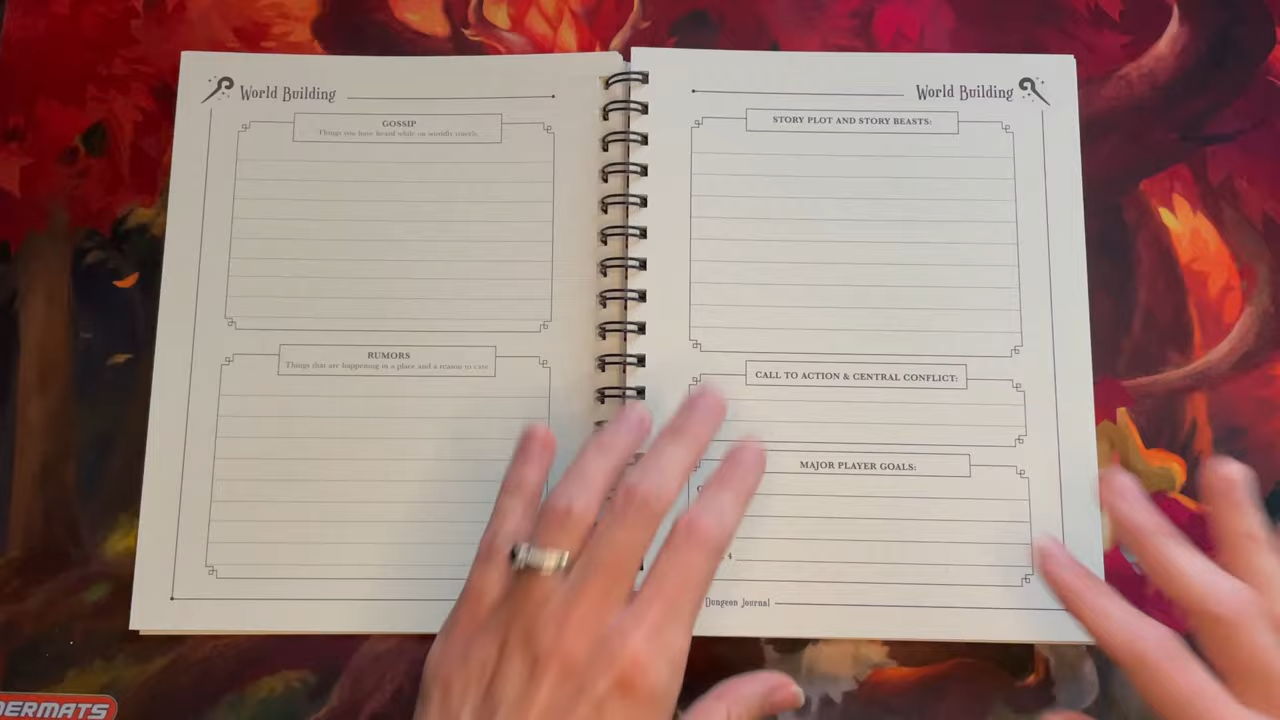 World Building
GOSSIP
Things you have heard while on worldly travels.
RUMORS
Things that are happening in a place and a reason to care.
World Building
STORY PLOT AND STORY BEASTS:
CALL TO ACTION & CENTRAL CONFLICT:
MAJOR PLAYER GOALS:
4
Dungeon Journal
ERMATS